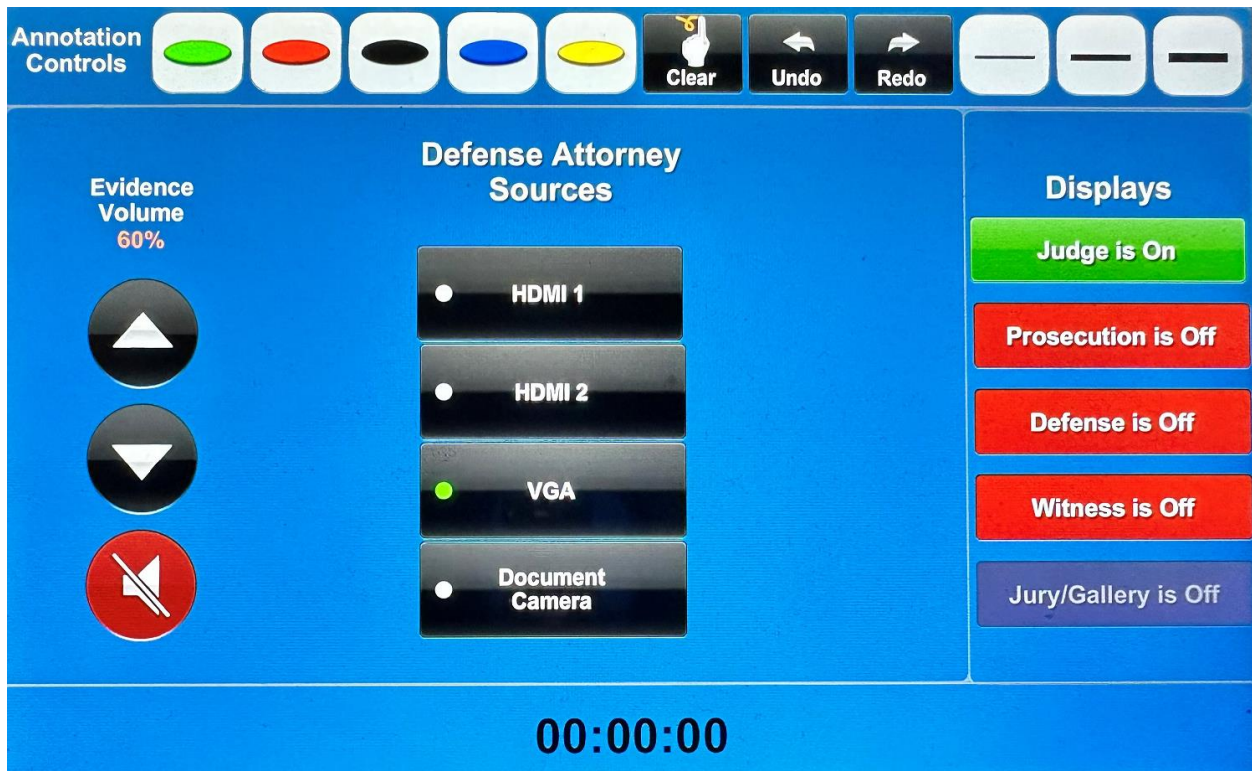 Annotation
Controls
Clear
Undo
Redo
Defense Attorney
Sources
Evidence
Volume
60%
HDMI 1
HDMI 2
VGA
Document
Camera
Displays
Judge is On
Prosecution is Off
Defense is Off
Witness is Off
Jury/Gallery is Off
00:00:00